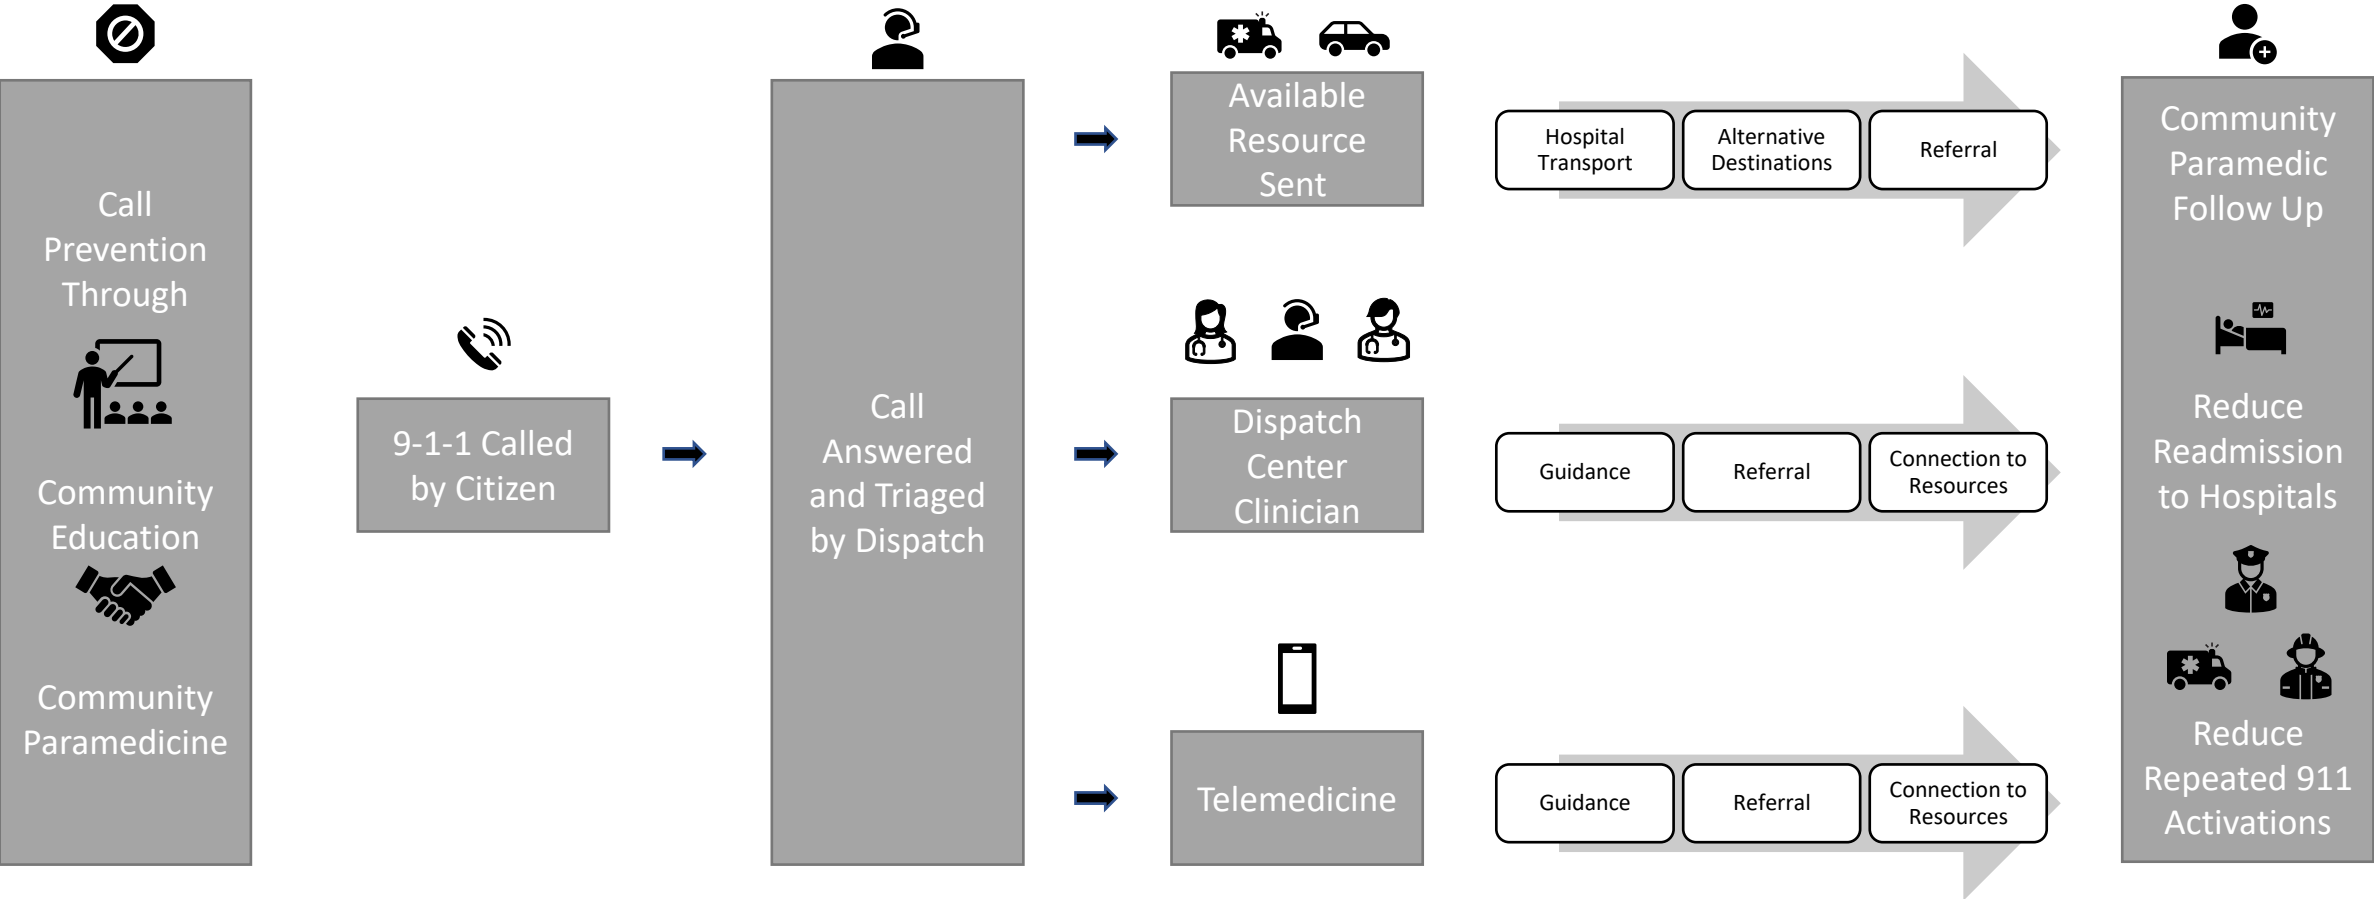 Call
Prevention
Through
Community
Education
Community
Paramedicine
9-1-1 Called
by Citizen
Call
Answered
and Triaged
by Dispatch
Available
Resource
Sent
Hospital
Transport
Alternative
Destinations
Referral
Dispatch
Center
Clinician
Guidance
Referral
Connection to
Resources
Telemedicine
Guidance
Referral
Connection to
Resources
Community
Paramedic
Follow Up
Reduce
Readmission
to Hospitals
Reduce
Repeated 911
Activations